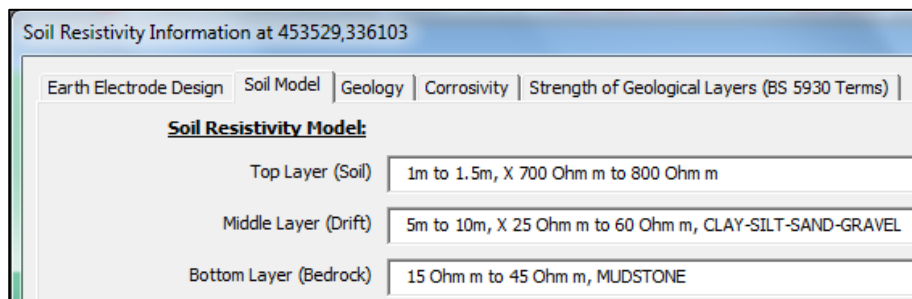 Soil Resistivity Information at 453529,336103
Earth Electrode Design Soil Model Geology Corrosivity Strength of Geological Layers (BS 5930 Terms)
Soil Resistivity Model:
Top Layer (Soil) 1m to 1.5m, X 700 Ohm m to 800 Ohm m
Middle Layer (Drift) 5m to 10m, X 25 Ohm m to 60 Ohm m, CLAY-SILT-SAND-GRAVEL
Bottom Layer (Bedrock) 15 Ohm m to 45 Ohm m, MUDSTONE